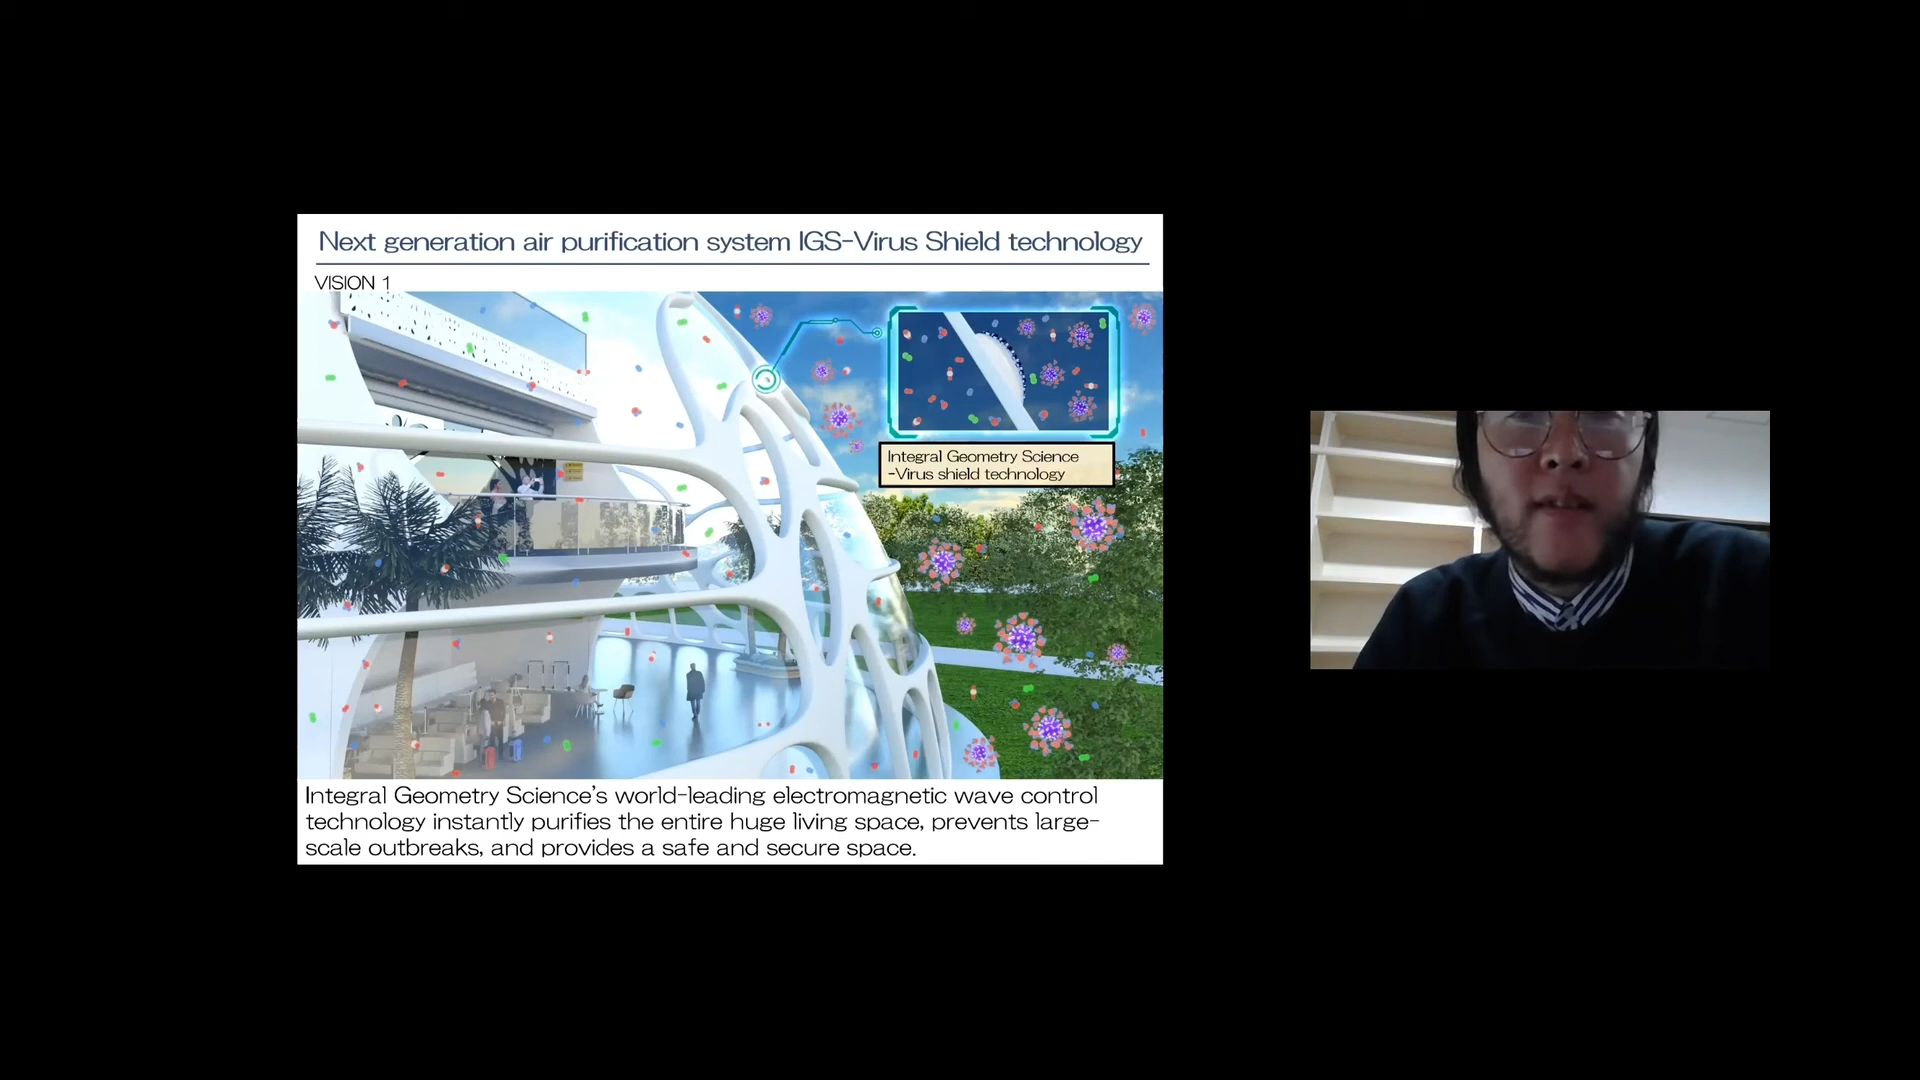 Next generation air purification system IGS-Virus Shield technology
VISION 1
Integral Geometry Science
-Virus shield technology
Integral Geometry Science's world-leading electromagnetic wave control
technology instantly purifies the entire huge living space, prevents large-
scale outbreaks, and provides a safe and secure space.